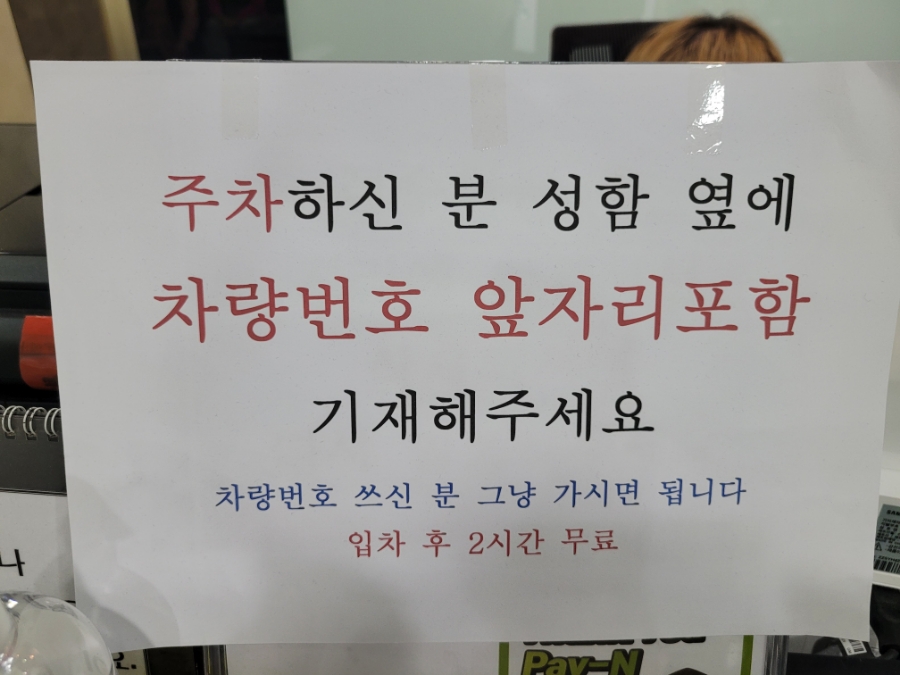 주차하신 분 성함 옆에
차량번호 앞자리포함
기재해주세요
차량번호 쓰신 분 그냥 가시면 됩니다
입차 후 2시간 무료
나
요.
Pay-N